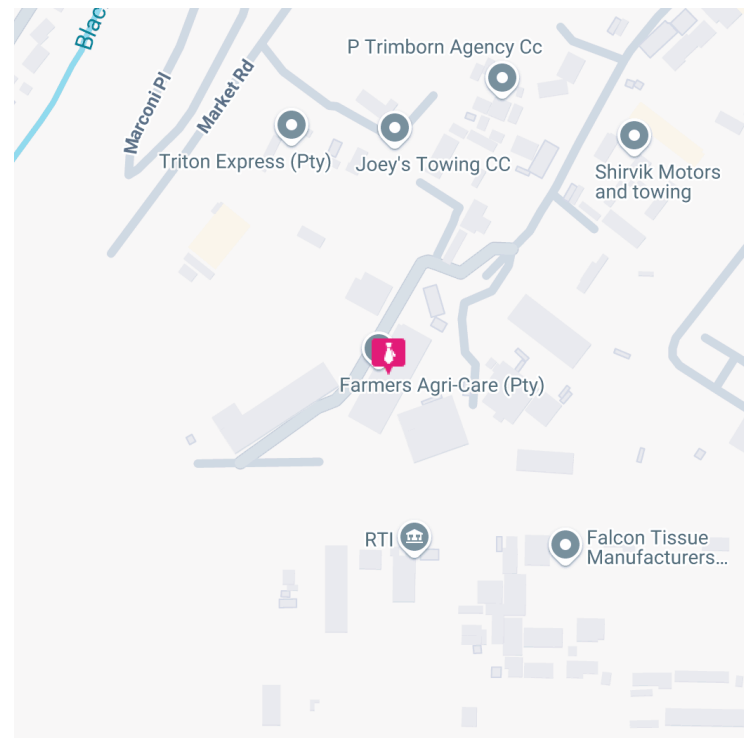 Blac
P Trimborn Agency Cc
Marconi Pl
Market Rd
Triton Express (Pty)
Joey's Towing CC
Shirvik Motors
and towing
Farmers Agri-Care (Pty)
RTI
Falcon Tissue
Manufacturers...